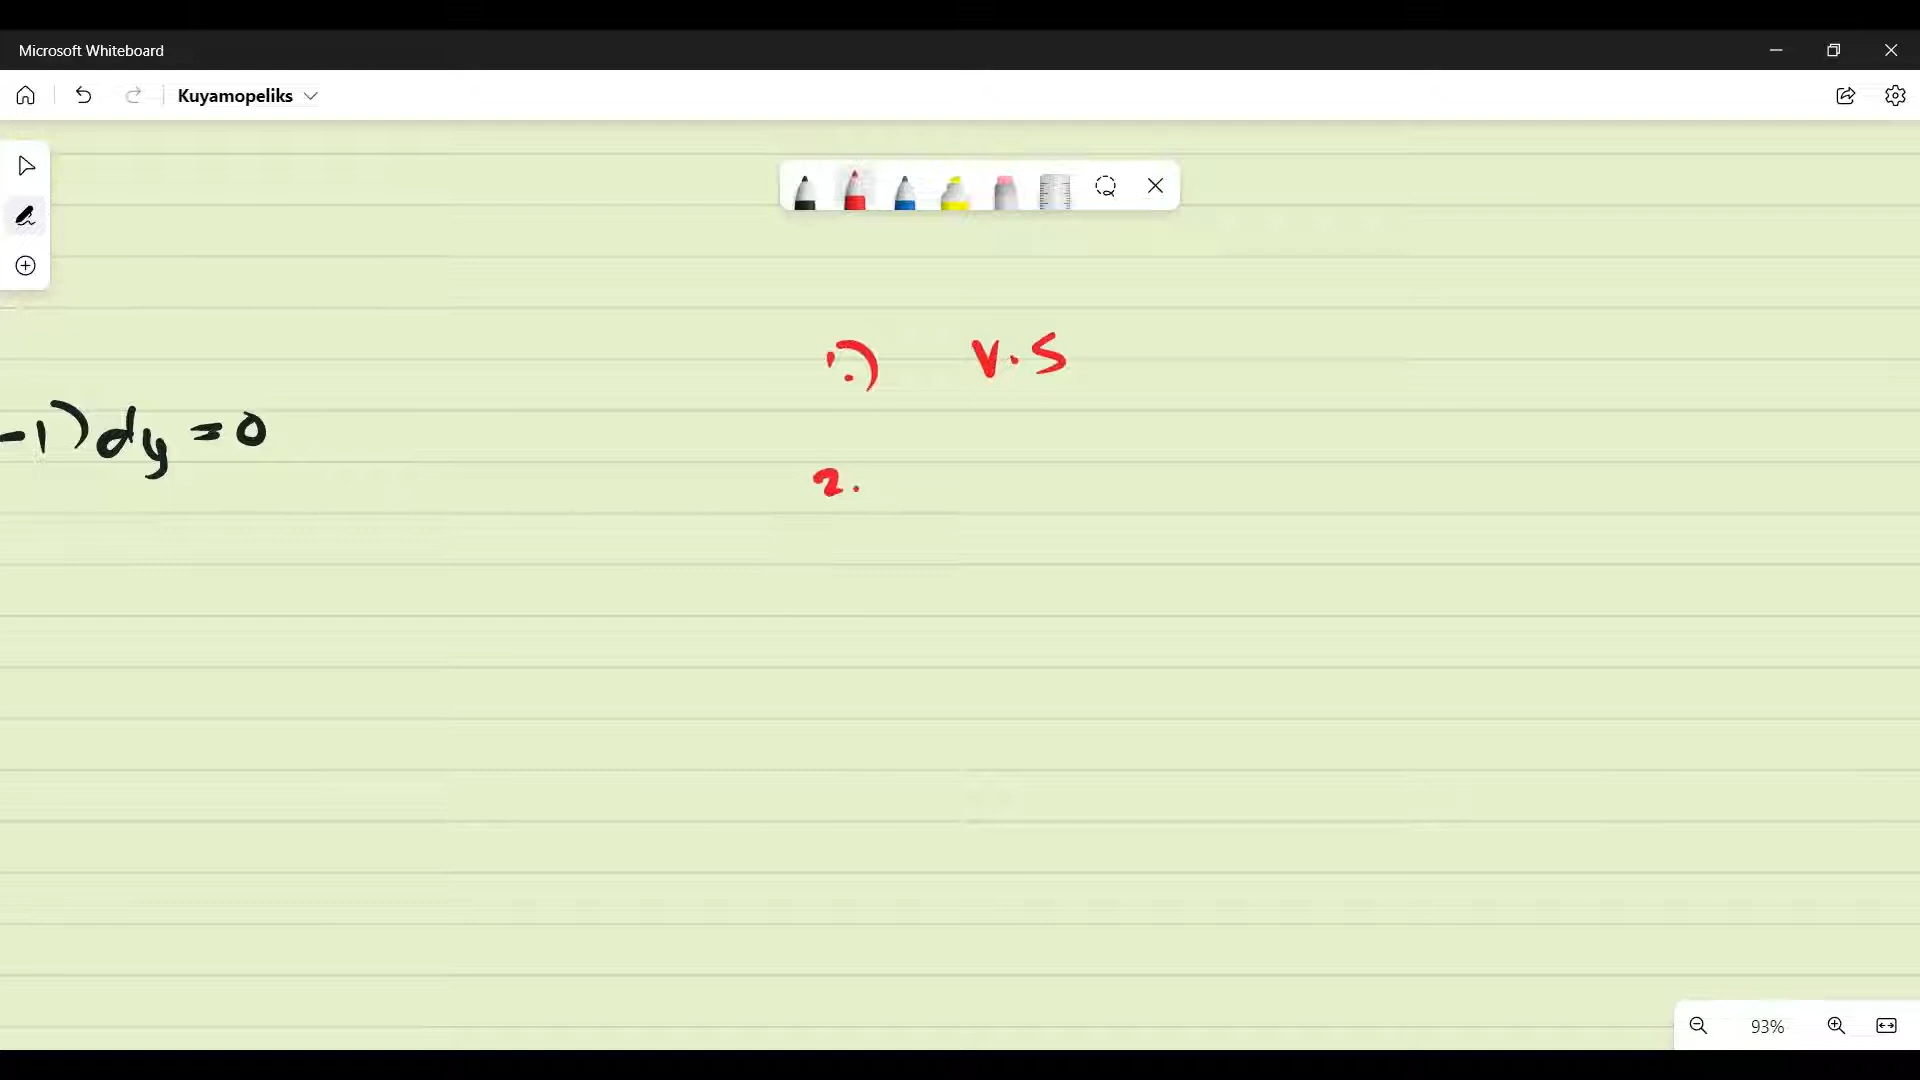 Microsoft Whiteboard
Kuyamopeliks
1.) V.S
-1) dy = 0
2.
93%